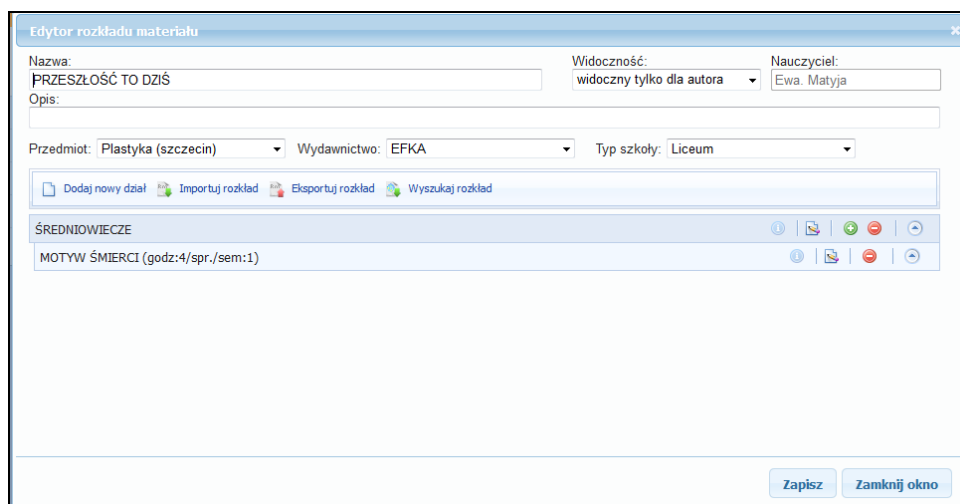 Edytor rozkładu materiału
Nazwa: Widoczność: Nauczyciel:
PRZESZŁOŚĆ TO DZIŚ widoczny tylko dla autora Ewa. Matyja
Opis:
Przedmiot: Plastyka (szczecin) Wydawnictwo: EFKA Typ szkoły: Liceum
Dodaj nowy dział Importuj rozkład Eksportuj rozkład Wyszukaj rozkład
ŚREDNIOWIECZE
MOTYW ŚMIERCI (godz:4/spr./sem:1)
Zapisz Zamknij okno